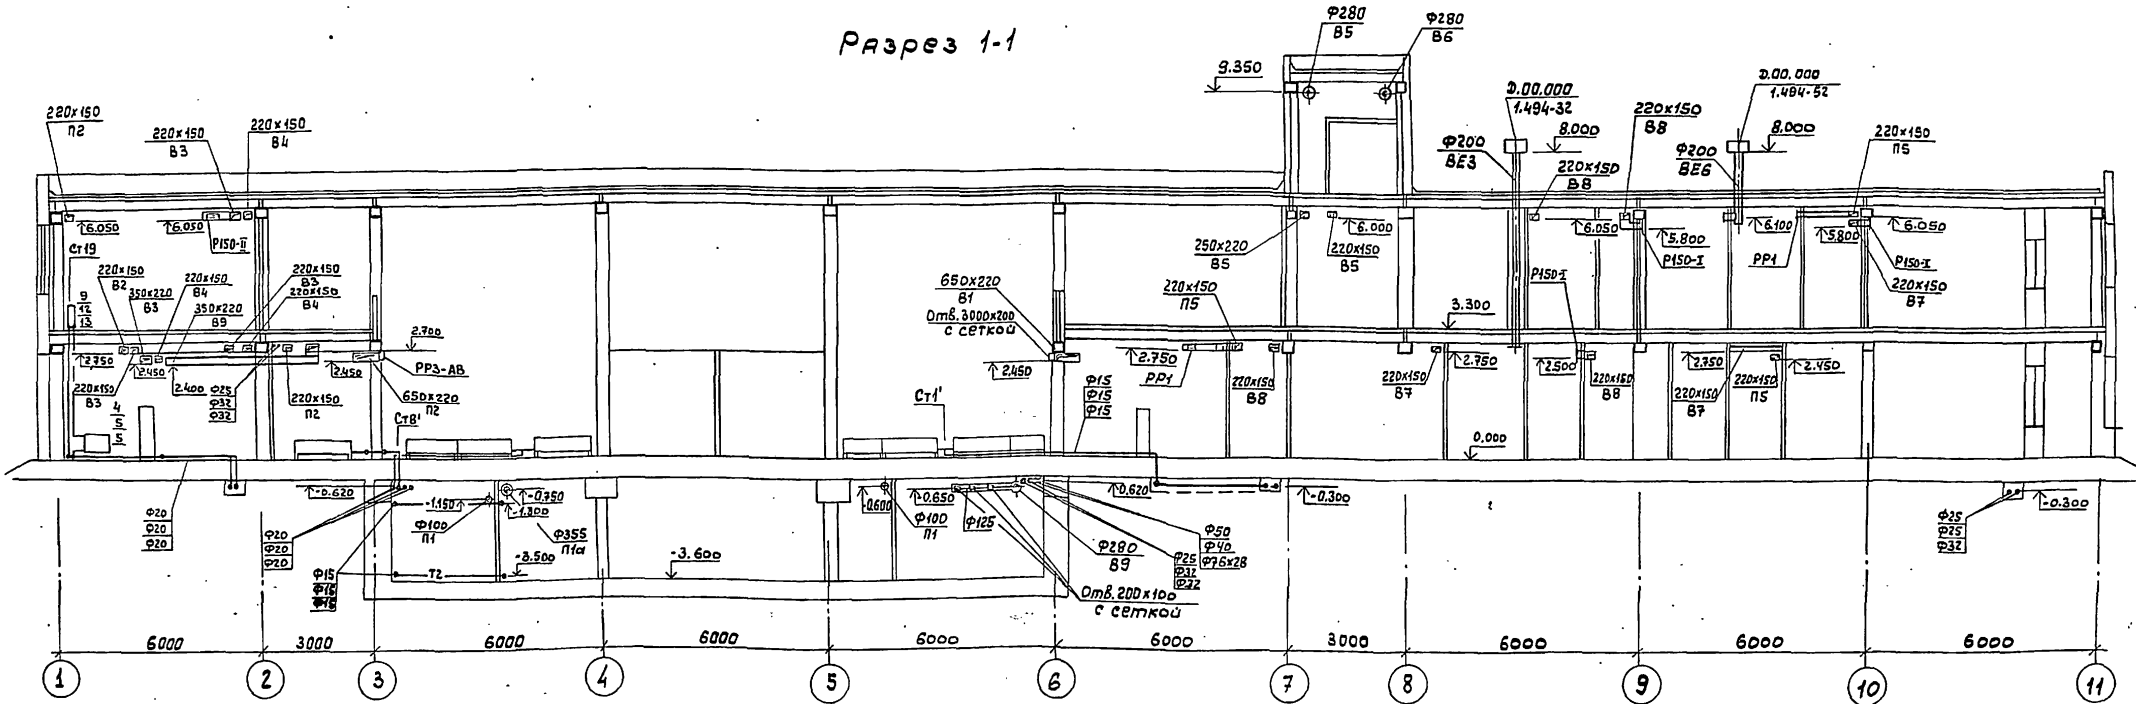 Разрез 1-1
Ф280
В5
Ф280
В6
9.350
Д.00.000
1.494-32
Д.00.000
1.494-52
220х150
П2
220х150
В3
220х150
В4
Ф200
ВЕ3
8.000
220х150
В8
220х150
В8
Ф200
ВЕ6
8.000
220х150
П5
6.050
6.050
Р150-II
250х220
В5
6.000
220х150
В5
6.050
5.800
Р150-I
6.100
РР1
5.800
6.050
Р150-I
220х150
В7
Ст19
9
12
13
220х150
В2
350х220
В3
220х150
В4
350х220
В9
220х150
В3
220х150
В4
2.700
650х220
В1
Отв.3000х200
с сеткой
220х150
П5
Р150-I
3.300
2.750
2.450
220х150
В3
2.400
Ф25
Ф32
Ф32
220х150
П2
2.450
РР3-АВ
650х220
П2
2.450
2.750
РР1
220х150
В8
220х150
В7
2.750
2.500
220х150
В8
2.750
220х150
В7
220х150
П5
2.450
4
5
5
Ст8'
Ст1'
Ф15
Ф15
Ф15
0.000
-0.620
Ф20
Ф20
Ф20
Ф20
Ф20
Ф20
-1.150
Ф100
П1
-0.750
-1.300
Ф355
П1а
-0.600
Ф100
П1
-0.650
Ф125
0.620
-0.300
Ф50
Ф40
Ф76х28
Ф280
В9
Ф25
Ф32
Ф32
Отв.200х100
с сеткой
Ф25
Ф25
Ф32
-0.300
Ф15
Ф15
Ф15
Т2
-3.500
-3.600
6000 3000 6000 6000 6000 6000 3000 6000 6000 6000
1 2 3 4 5 6 7 8 9 10 11